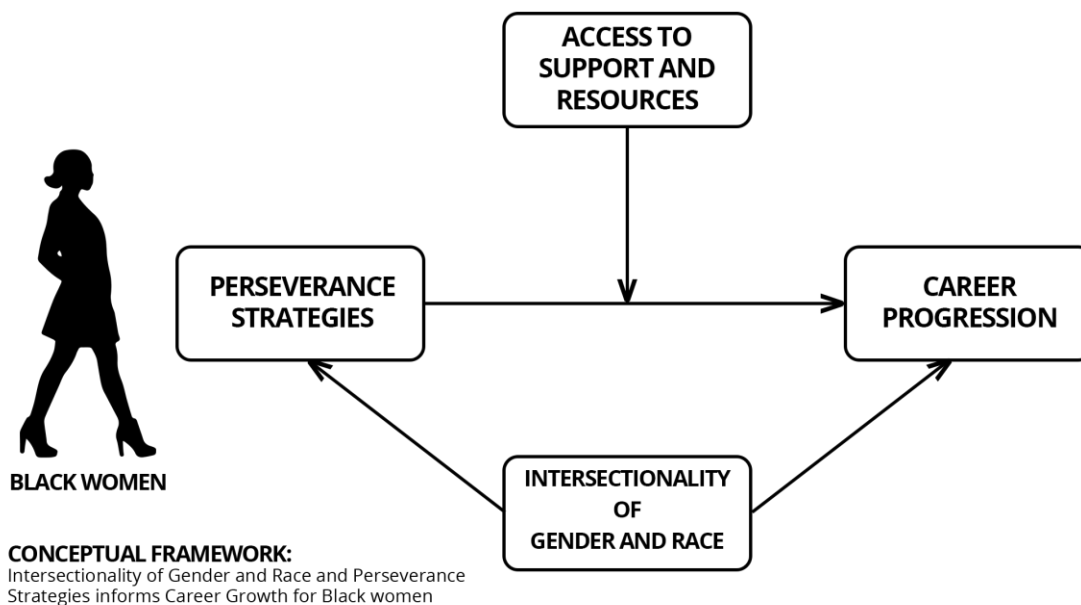 ACCESS TO
SUPPORT AND
RESOURCES
PERSEVERANCE
STRATEGIES
CAREER
PROGRESSION
INTERSECTIONALITY
OF
GENDER AND RACE
BLACK WOMEN
CONCEPTUAL FRAMEWORK:
Intersectionality of Gender and Race and Perseverance
Strategies informs Career Growth for Black women